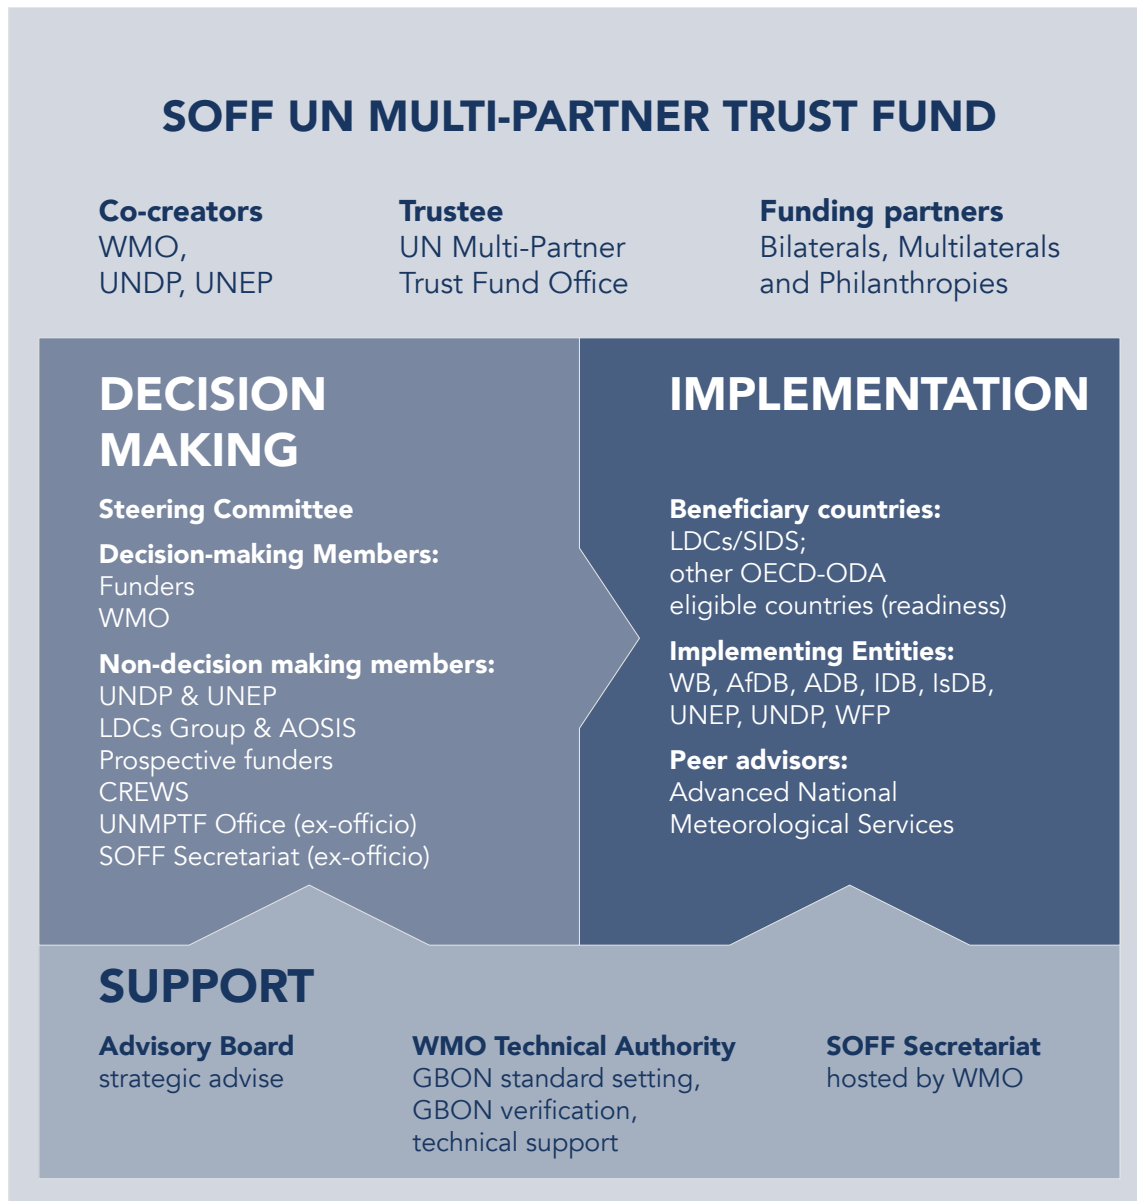 SOFF UN MULTI-PARTNER TRUST FUND
Co-creators
WMO,
UNDP, UNEP
Trustee
UN Multi-Partner
Trust Fund Office
Funding partners
Bilaterals, Multilaterals
and Philanthropies
DECISION
MAKING
Steering Committee
Decision-making Members:
Funders
WMO
Non-decision making members:
UNDP & UNEP
LDCs Group & AOSIS
Prospective funders
CREWS
UNMPTF Office (ex-officio)
SOFF Secretariat (ex-officio)
IMPLEMENTATION
Beneficiary countries:
LDCs/SIDS;
other OECD-ODA
eligible countries (readiness)
Implementing Entities:
WB, AfDB, ADB, IDB, IsDB,
UNEP, UNDP, WFP
Peer advisors:
Advanced National
Meteorological Services
SUPPORT
Advisory Board
strategic advise
WMO Technical Authority
GBON standard setting,
GBON verification,
technical support
SOFF Secretariat
hosted by WMO